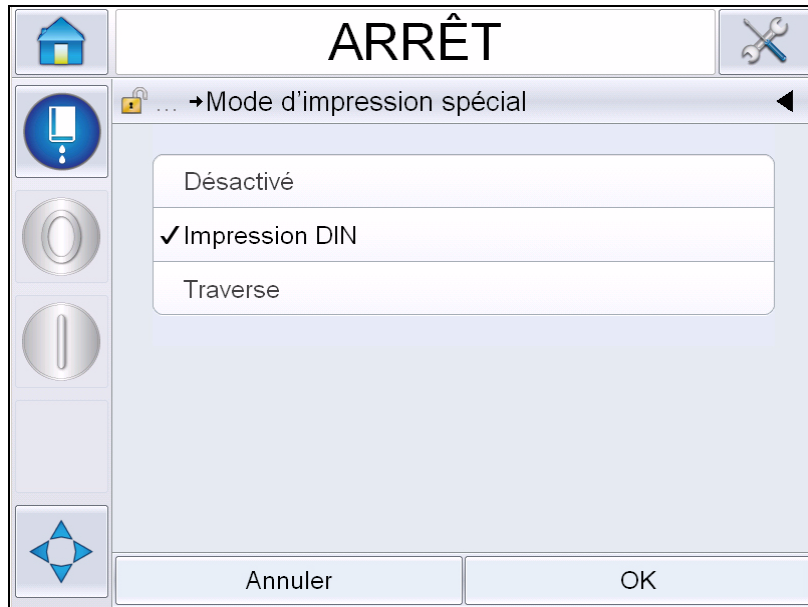 ARRÊT
... →Mode d'impression spécial
Désactivé
✓Impression DIN
Traverse
Annuler
OK